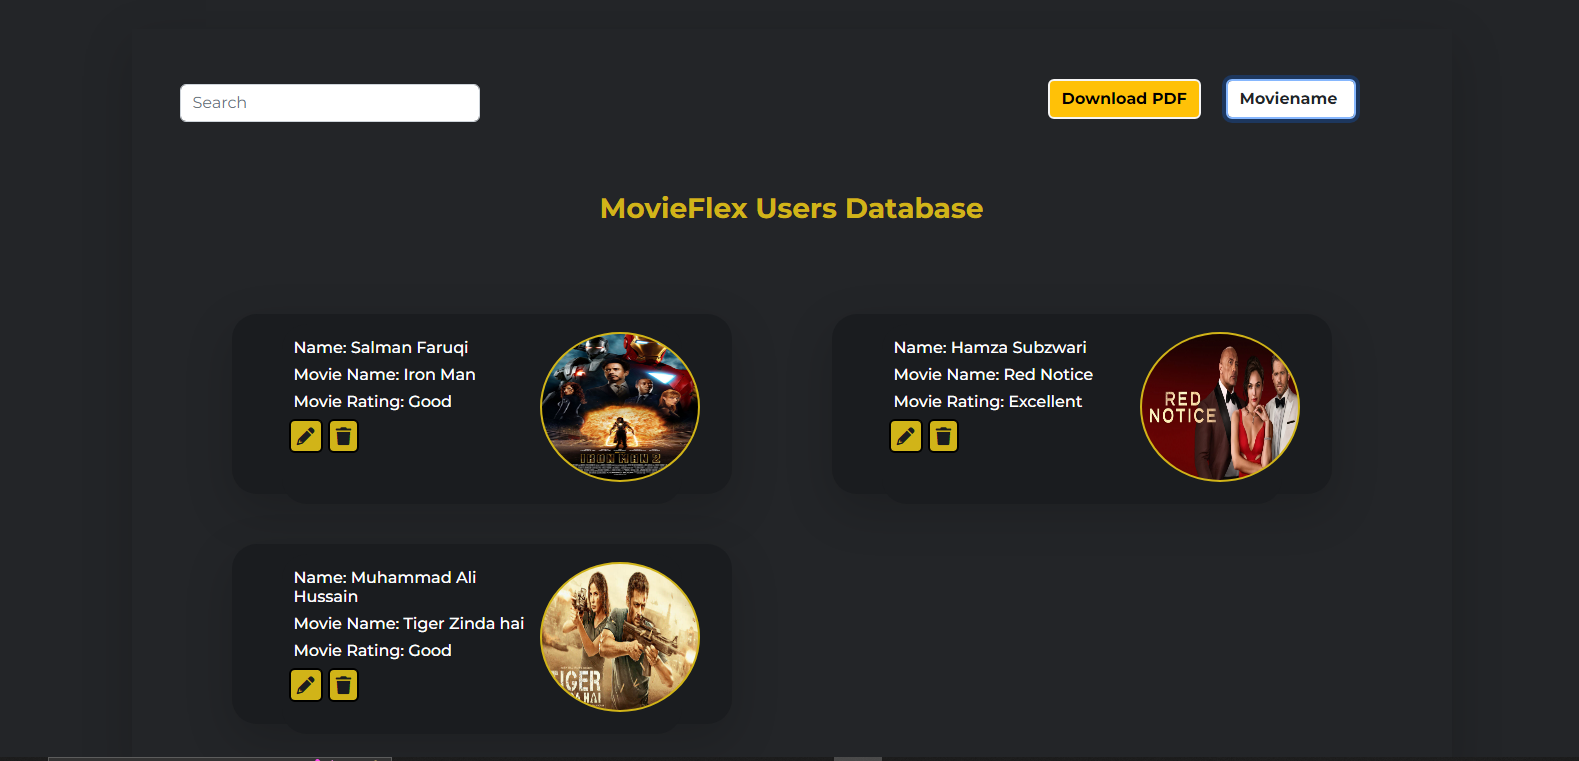 Search
Download PDF
Moviename
MovieFlex Users Database
Name: Salman Faruqi
Movie Name: Iron Man
Movie Rating: Good
IRON MAN 2
Name: Hamza Subzwari
Movie Name: Red Notice
Movie Rating: Excellent
RED
NOTICE
Name: Muhammad Ali
Hussain
Movie Name: Tiger Zinda hai
Movie Rating: Good
TIGER
HAI